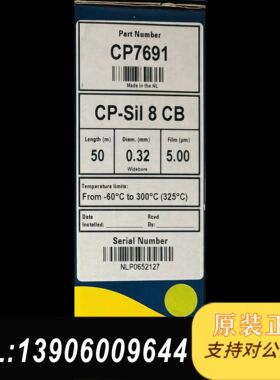 Part Number
CP7691
Made in the NL
CP-Sil 8 CB
Length (m) Diam. (mm) Film (µm)
50 0.32 5.00
Widebore
Temperature limits:
From -60°C to 300°C (325°C)
Date Rcvd
Installed: By:
Serial Number
NLP0652127
原装正
L:13906009644
支持对公